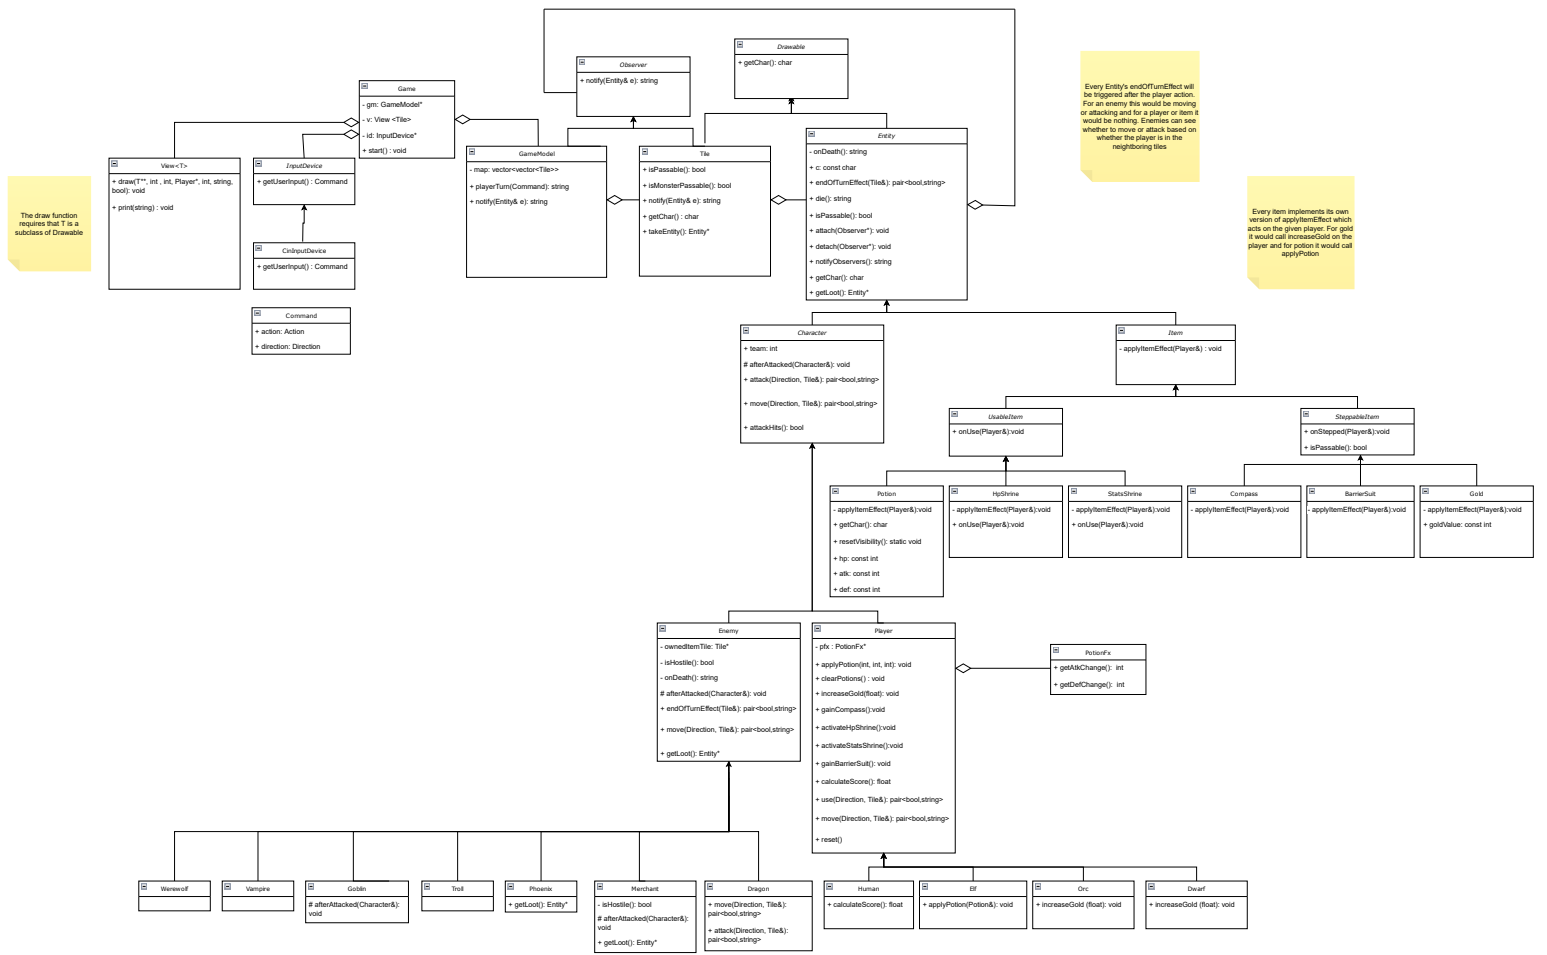 Observer
+ notify(Entity& e): string
Drawable
+ getChar(): char
Every Entity's endOfTurnEffect will
be triggered after the player action.
For an enemy this would be moving
or attacking and for a player or item it
would be nothing. Enemies can see
whether to move or attack based on
whether the player is in the
neightboring tiles
Game
- gm: GameModel*
- v: View <Tile>
- id: InputDevice*
+ start() : void
The draw function
requires that T is a
subclass of Drawable
View<T>
+ draw(T**, int , int, Player*, int, string,
bool): void
+ print(string) : void
InputDevice
+ getUserInput() : Command
CinInputDevice
+ getUserInput() : Command
Command
+ action: Action
+ direction: Direction
GameModel
- map: vector<vector<Tile>>
+ playerTurn(Command): string
+ notify(Entity& e): string
Tile
+ isPassable(): bool
+ isMonsterPassable(): bool
+ notify(Entity& e): string
+ getChar() : char
+ takeEntity(): Entity*
Entity
- onDeath(): string
+ c: const char
+ endOfTurnEffect(Tile&): pair<bool,string>
+ die(): string
+ isPassable(): bool
+ attach(Observer*): void
+ detach(Observer*): void
+ notifyObservers(): string
+ getChar(): char
+ getLoot(): Entity*
Every item implements its own
version of applyItemEffect which
acts on the given player. For gold
it would call increaseGold on the
player and for potion it would call
applyPotion
Character
+ team: int
# afterAttacked(Character&): void
+ attack(Direction, Tile&): pair<bool,string>
+ move(Direction, Tile&): pair<bool,string>
+ attackHits(): bool
Item
- applyItemEffect(Player&) : void
UsableItem
+ onUse(Player&):void
SteppableItem
+ onStepped(Player&):void
+ isPassable(): bool
Potion
- applyItemEffect(Player&):void
+ getChar(): char
+ resetVisibility(): static void
+ hp: const int
+ atk: const int
+ def: const int
HpShrine
- applyItemEffect(Player&):void
+ onUse(Player&):void
StatsShrine
- applyItemEffect(Player&):void
+ onUse(Player&):void
Compass
- applyItemEffect(Player&):void
BarrierSuit
- applyItemEffect(Player&):void
Gold
- applyItemEffect(Player&):void
+ goldValue: const int
Enemy
- ownedItemTile: Tile*
- isHostile(): bool
- onDeath(): string
# afterAttacked(Character&): void
+ endOfTurnEffect(Tile&): pair<bool,string>
+ move(Direction, Tile&): pair<bool,string>
+ getLoot(): Entity*
Player
- pfx : PotionFx*
+ applyPotion(int, int, int): void
+ clearPotions() : void
+ increaseGold(float): void
+ gainCompass():void
+ activateHpShrine():void
+ activateStatsShrine():void
+ gainBarrierSuit(): void
+ calculateScore(): float
+ use(Direction, Tile&): pair<bool,string>
+ move(Direction, Tile&): pair<bool,string>
+ reset()
PotionFx
+ getAtkChange(): int
+ getDefChange(): int
Werewolf
Vampire
Goblin
# afterAttacked(Character&):
void
Troll
Phoenix
+ getLoot(): Entity*
Merchant
- isHostile(): bool
# afterAttacked(Character&):
void
+ getLoot(): Entity*
Dragon
+ move(Direction, Tile&):
pair<bool,string>
+ attack(Direction, Tile&):
pair<bool,string>
Human
+ calculateScore(): float
Elf
+ applyPotion(Potion&): void
Orc
+ increaseGold (float): void
Dwarf
+ increaseGold (float): void